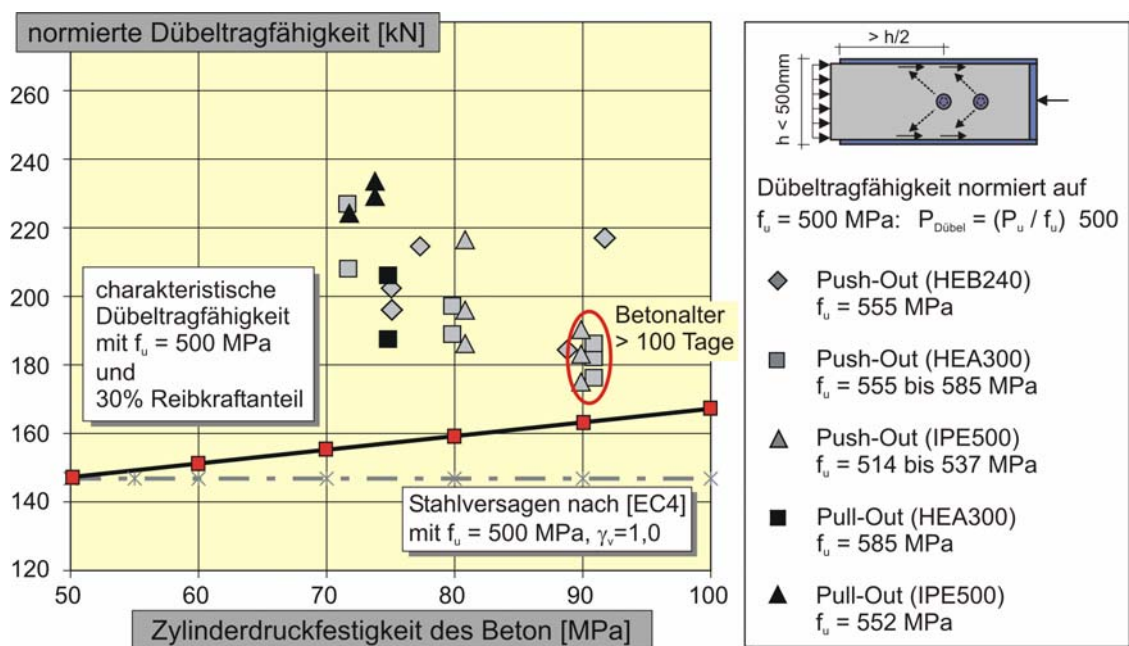 normierte Dübeltragfähigkeit [kN]
260
240
220
200
180
160
140
120
50
60
70
80
90
100
Zylinderdruckfestigkeit des Beton [MPa]
charakteristische
Dübeltragfähigkeit
mit fu = 500 MPa
und
30% Reibkraftanteil
Betonalter
> 100 Tage
Stahlversagen nach [EC4]
mit fu = 500 MPa, γv=1,0
> h/2
h < 500mm
Dübeltragfähigkeit normiert auf
fu = 500 MPa: PDübel = (Pu / fu) 500
Push-Out (HEB240)
fu = 555 MPa
Push-Out (HEA300)
fu = 555 bis 585 MPa
Push-Out (IPE500)
fu = 514 bis 537 MPa
Pull-Out (HEA300)
fu = 585 MPa
Pull-Out (IPE500)
fu = 552 MPa